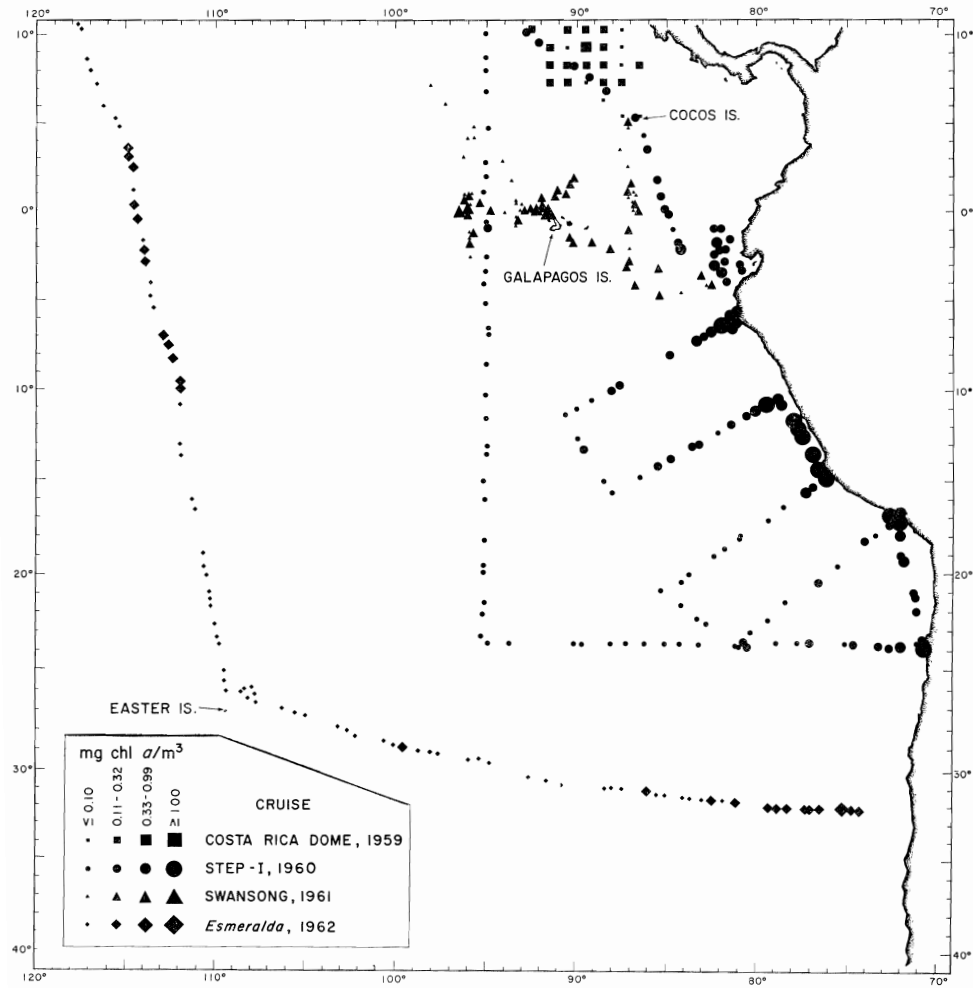 120° 110° 100° 90° 80° 70°
10° 10°
COCOS IS.
0° 0°
GALAPAGOS IS.
10° 10°
20° 20°
EASTER IS.
30° 30°
mg chl a/m³
≤ 0.10
0.11-0.32
0.33-0.99
≥ 1.00
CRUISE
COSTA RICA DOME, 1959
STEP-I, 1960
SWANSONG, 1961
Esmeralda, 1962
40° 40°
120° 110° 100° 90° 80° 70°